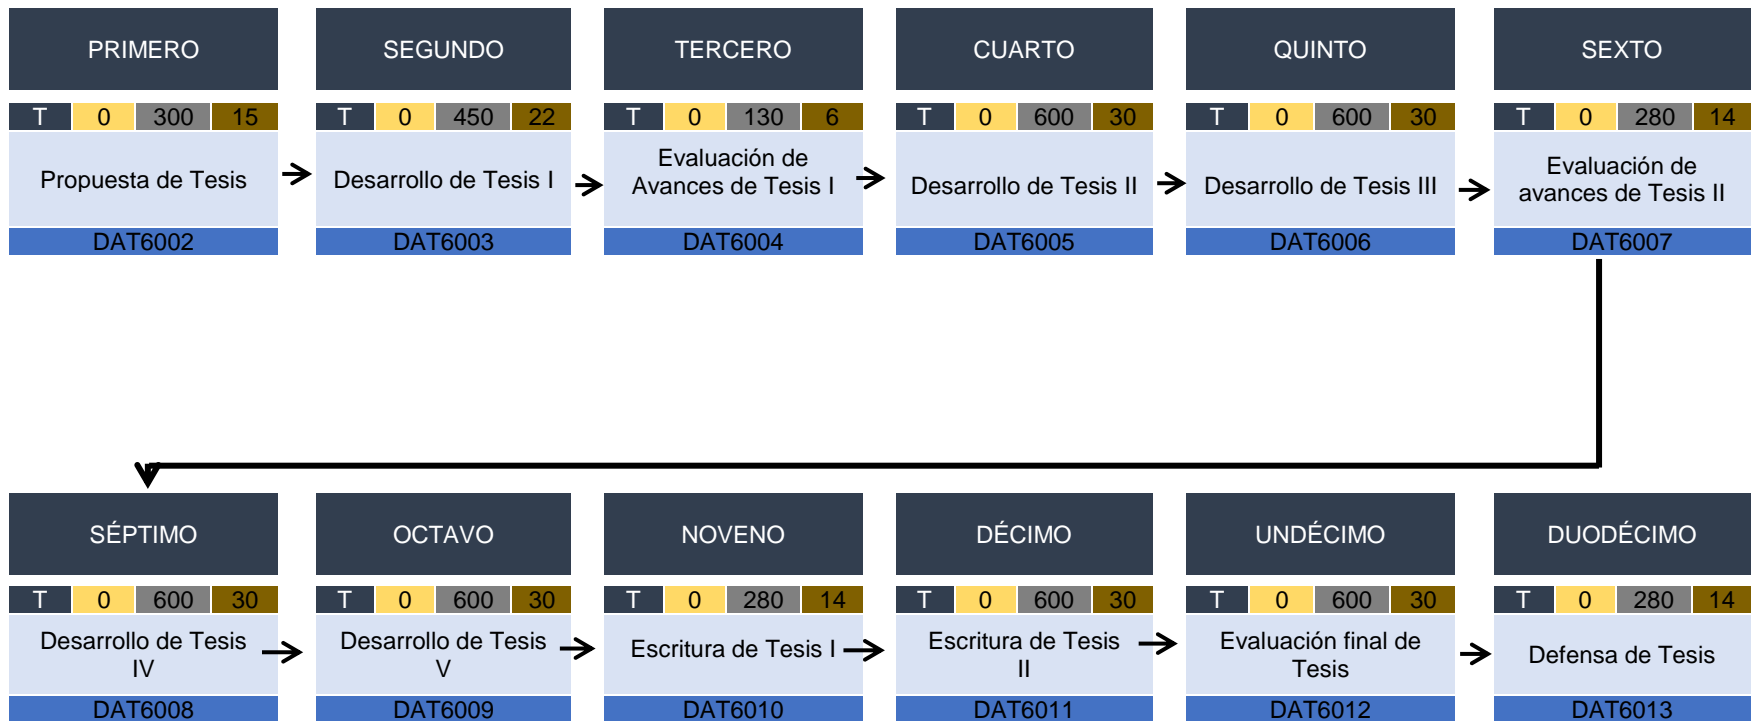 PRIMERO SEGUNDO TERCERO CUARTO QUINTO SEXTO
T 0 300 15 T 0 450 22 T 0 130 6 T 0 600 30 T 0 600 30 T 0 280 14
Propuesta de Tesis
Desarrollo de Tesis I
Evaluación de
Avances de Tesis I
Desarrollo de Tesis II
Desarrollo de Tesis III
Evaluación de
avances de Tesis II
DAT6002 DAT6003 DAT6004 DAT6005 DAT6006 DAT6007
SÉPTIMO OCTAVO NOVENO DÉCIMO UNDÉCIMO DUODÉCIMO
T 0 600 30 T 0 600 30 T 0 280 14 T 0 600 30 T 0 600 30 T 0 280 14
Desarrollo de Tesis
IV
Desarrollo de Tesis
V
Escritura de Tesis I
Escritura de Tesis
II
Evaluación final de
Tesis
Defensa de Tesis
DAT6008 DAT6009 DAT6010 DAT6011 DAT6012 DAT6013